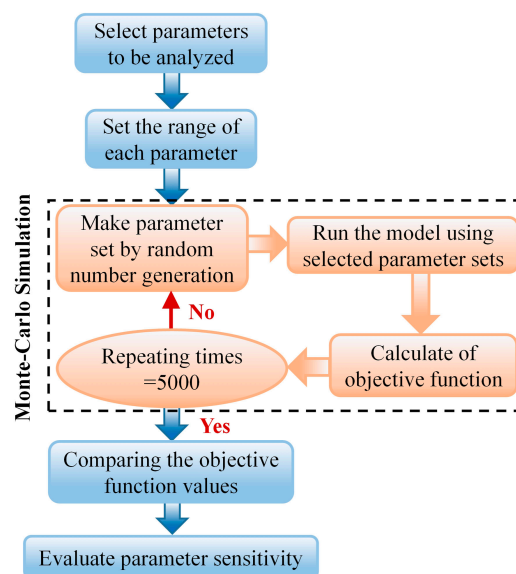 Select parameters
to be analyzed
Set the range of
each parameter
Monte-Carlo Simulation
Make parameter
set by random
number generation
Run the model using
selected parameter sets
Calculate of
objective function
Repeating times
=5000
No
Yes
Comparing the objective
function values
Evaluate parameter sensitivity